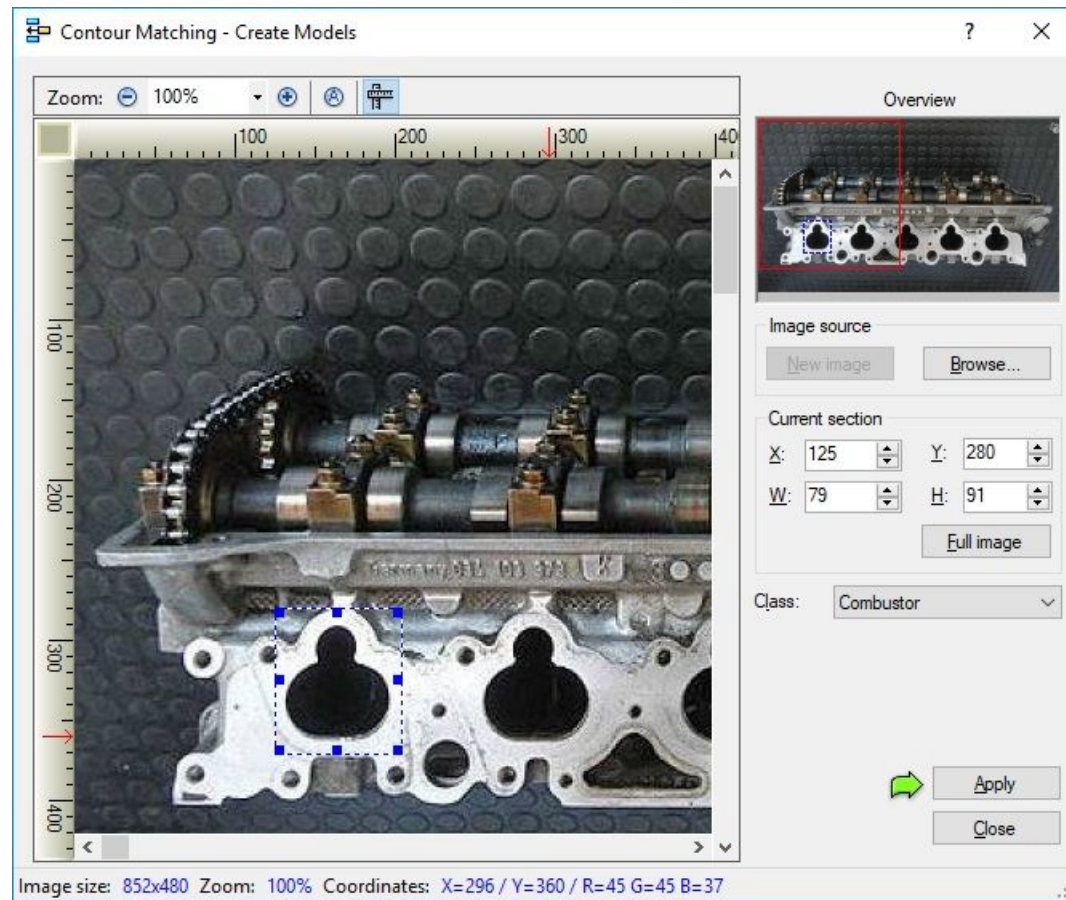 Contour Matching - Create Models
Zoom: 100%
Overview
100 200 300 40
100
200
300
400
Germany
Image source
New image Browse...
Current section
X: 125 Y: 280
W: 79 H: 91
Full image
Class: Combustor
Apply
Close
Image size: 852x480 Zoom: 100% Coordinates: X=296 / Y=360 / R=45 G=45 B=37